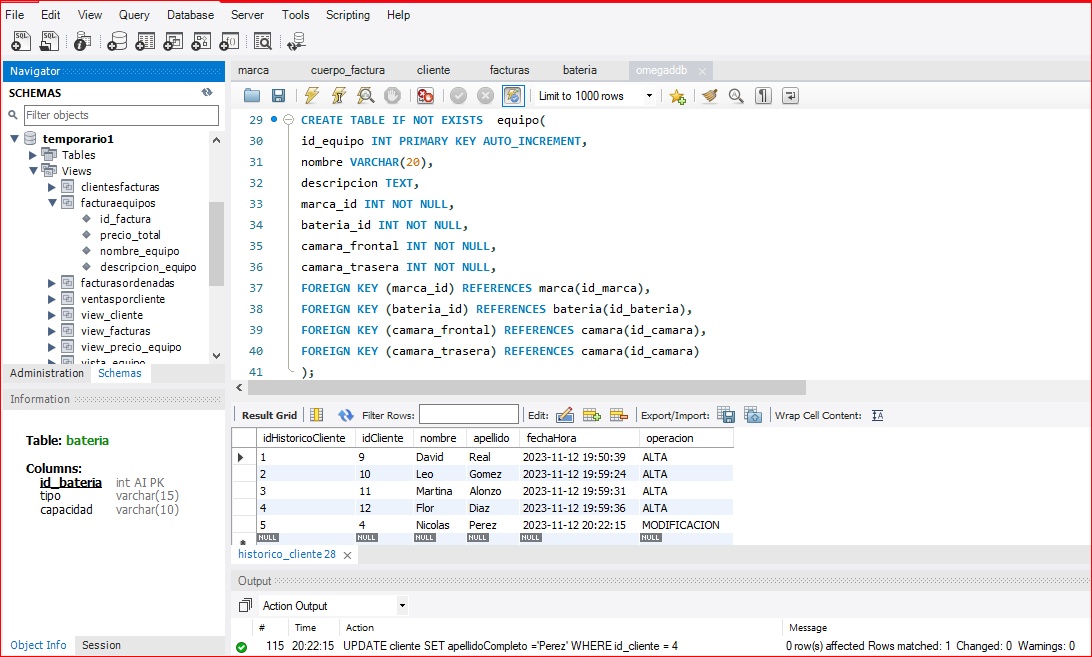 File Edit View Query Database Server Tools Scripting Help
Navigator
SCHEMAS
Filter objects
temporario1
Tables
Views
clientesfacturas
facturaequipos
id_factura
precio_total
nombre_equipo
descripcion_equipo
facturasordenadas
ventasporcliente
view_cliente
view_facturas
view_precio_equipo
vista_equipo
Administration Schemas
Information
Table: bateria
Columns:
id_bateria int AI PK
tipo varchar(15)
capacidad varchar(10)
Object Info Session
marca cuerpo_factura cliente facturas bateria omegaddb
Limit to 1000 rows
29 CREATE TABLE IF NOT EXISTS equipo(
30 id_equipo INT PRIMARY KEY AUTO_INCREMENT,
31 nombre VARCHAR(20),
32 descripcion TEXT,
33 marca_id INT NOT NULL,
34 bateria_id INT NOT NULL,
35 camara_frontal INT NOT NULL,
36 camara_trasera INT NOT NULL,
37 FOREIGN KEY (marca_id) REFERENCES marca(id_marca),
38 FOREIGN KEY (bateria_id) REFERENCES bateria(id_bateria),
39 FOREIGN KEY (camara_frontal) REFERENCES camara(id_camara),
40 FOREIGN KEY (camara_trasera) REFERENCES camara(id_camara)
41 );
Result Grid Filter Rows: Edit: Export/Import: Wrap Cell Content:
idHistoricoCliente idCliente nombre apellido fechaHora operacion
1 9 David Real 2023-11-12 19:50:39 ALTA
2 10 Leo Gomez 2023-11-12 19:59:24 ALTA
3 11 Martina Alonzo 2023-11-12 19:59:31 ALTA
4 12 Flor Diaz 2023-11-12 19:59:36 ALTA
5 4 Nicolas Perez 2023-11-12 20:22:15 MODIFICACION
NULL NULL NULL NULL NULL NULL
historico_cliente 28
Output
Action Output
# Time Action Message
115 20:22:15 UPDATE cliente SET apellidoCompleto ='Perez' WHERE id_cliente = 4 0 row(s) affected Rows matched: 1 Changed: 0 Warnings: 0